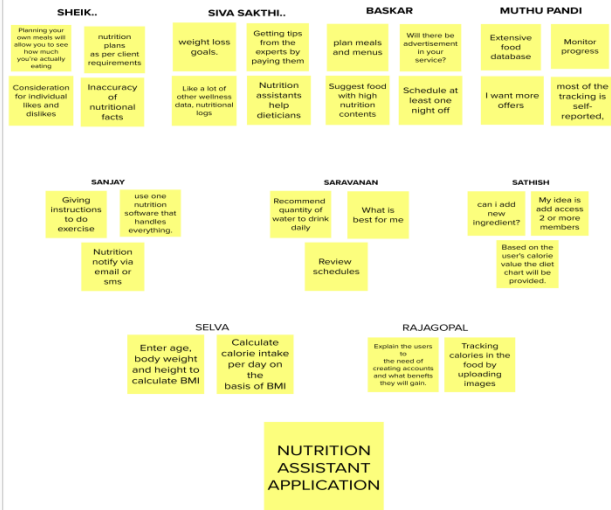 SHEIK..
Planning your
own meals will
allow you to see
how much
you're actually
eating
nutrition
plans
as per client
requirements
Consideration
for individual
likes and
dislikes
Inaccuracy
of
nutritional
facts
SIVA SAKTHI..
weight loss
goals.
Getting tips
from the
experts by
paying them
Like a lot of
other wellness
data, nutritional
logs
Nutrition
assistants
help
dieticians
BASKAR
plan meals
and menus
Will there be
advertisement
in your
service?
Suggest food
with high
nutrition
contents
Schedule at
least one
night off
MUTHU PANDI
Extensive
food
database
Monitor
progress
I want more
offers
most of the
tracking is
self-
reported,
SANJAY
Giving
instructions
to do
exercise
use one
nutrition
software that
handles
everything.
Nutrition
notify via
email or
sms
SARAVANAN
Recommend
quantity of
water to drink
daily
What is
best for me
Review
schedules
SATHISH
can i add
new
ingredient?
My idea is
add access
2 or more
members
Based on the
user's calorie
value the diet
chart will be
provided.
SELVA
Enter age,
body weight
and height to
calculate BMI
Calculate
calorie intake
per day on
the
basis of BMI
RAJAGOPAL
Explain the users
to
the need of
creating accounts
and what benefits
they will gain.
Tracking
calories in the
food by
uploading
images
NUTRITION
ASSISTANT
APPLICATION